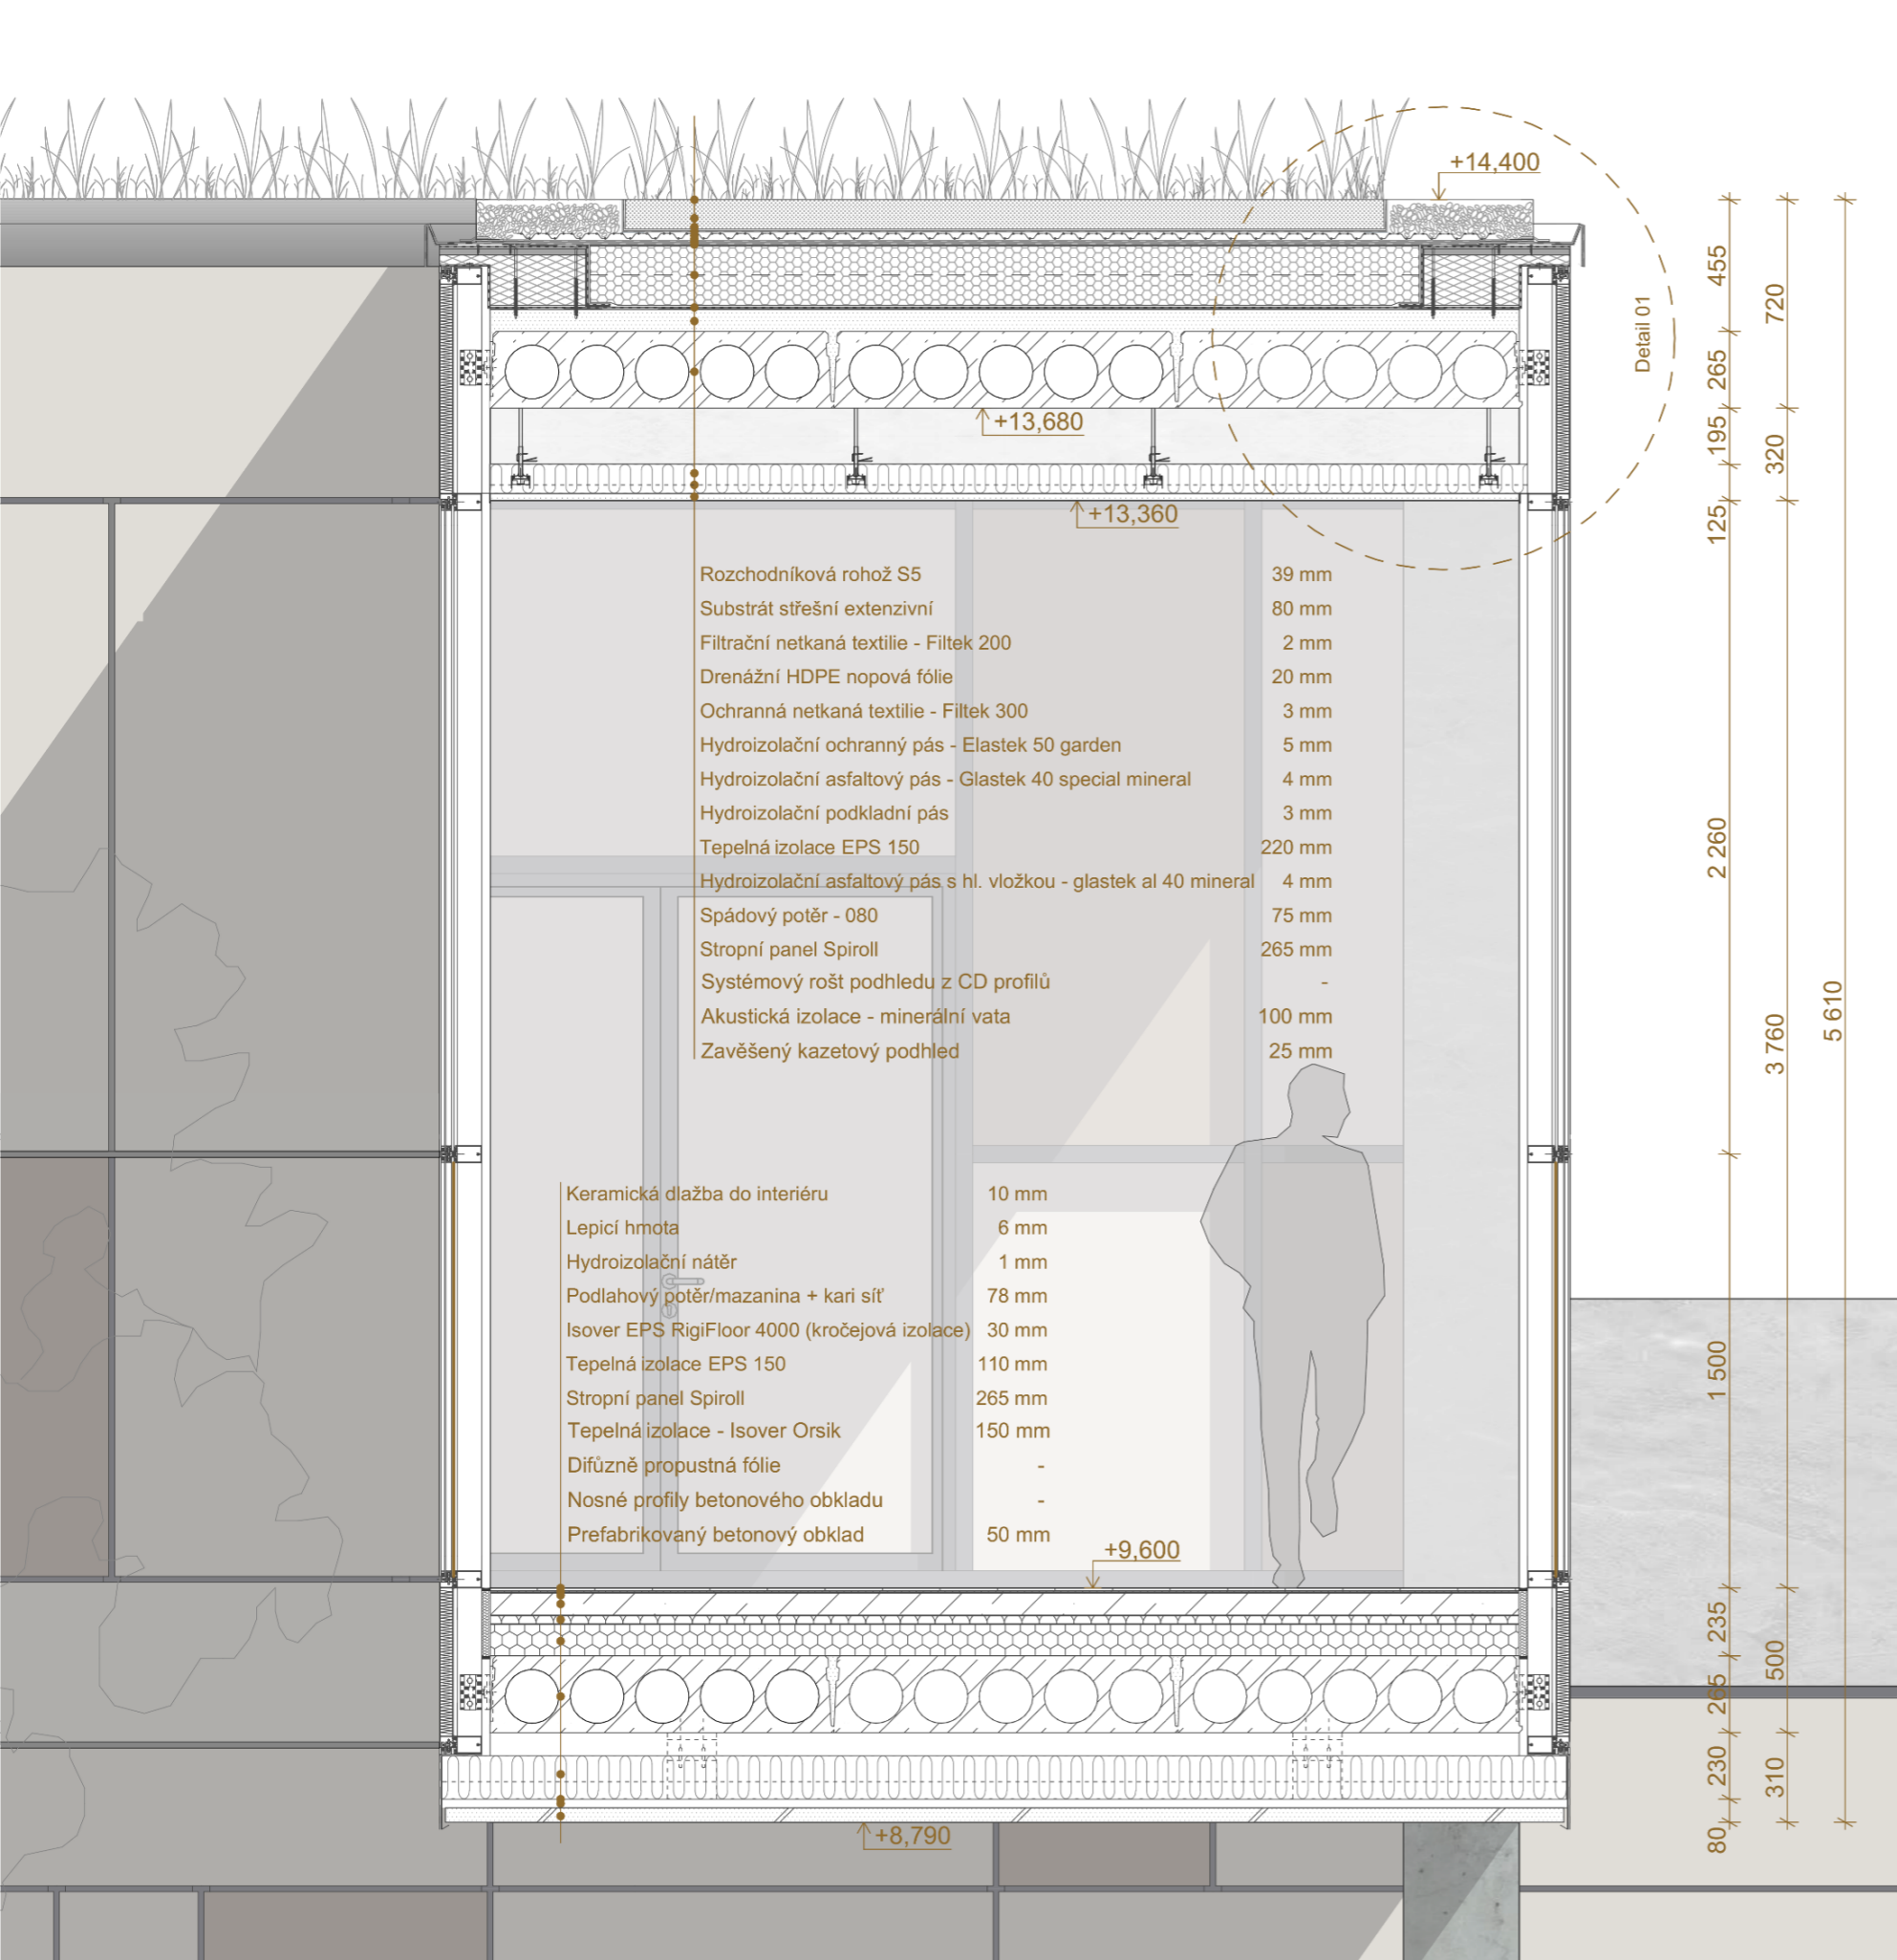 +14,400
455
720
Detail 01
265
+13,680
195
320
+13,360
125
Rozchodníková rohož S5 39 mm
Substrát střešní extenzivní 80 mm
Filtrační netkaná textilie - Filtek 200 2 mm
Drenážní HDPE nopová fólie 20 mm
Ochranná netkaná textilie - Filtek 300 3 mm
Hydroizolační ochranný pás - Elastek 50 garden 5 mm
Hydroizolační asfaltový pás - Glastek 40 special mineral 4 mm
Hydroizolační podkladní pás 3 mm
Tepelná izolace EPS 150 220 mm
Hydroizolační asfaltový pás s hl. vložkou - glastek al 40 mineral 4 mm
Spádový potěr - 080 75 mm
Stropní panel Spiroll 265 mm
Systémový rošt podhledu z CD profilů -
Akustická izolace - minerální vata 100 mm
Zavěšený kazetový podhled 25 mm
2 260
3 760
5 610
Keramická dlažba do interiéru 10 mm
Lepicí hmota 6 mm
Hydroizolační nátěr 1 mm
Podlahový potěr/mazanina + kari síť 78 mm
Isover EPS RigiFloor 4000 (kročejová izolace) 30 mm
Tepelná izolace EPS 150 110 mm
Stropní panel Spiroll 265 mm
Tepelná izolace - Isover Orsik 150 mm
Difůzně propustná fólie -
Nosné profily betonového obkladu -
Prefabrikovaný betonový obklad 50 mm
1 500
+9,600
235
500
265
230
310
+8,790
80